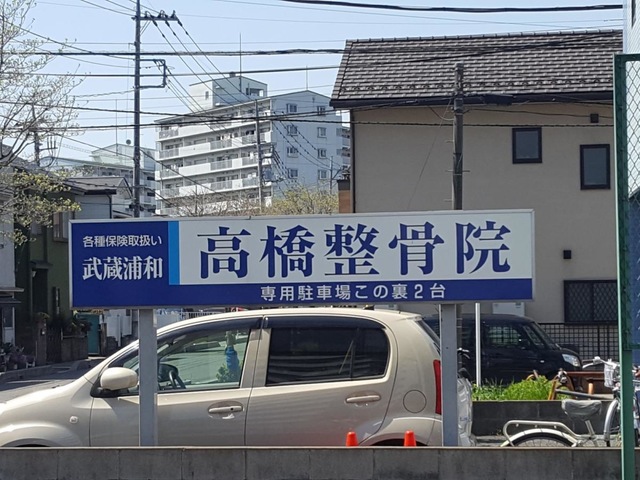 各種保険取扱い
武蔵浦和
高橋整骨院
専用駐車場この裏2台